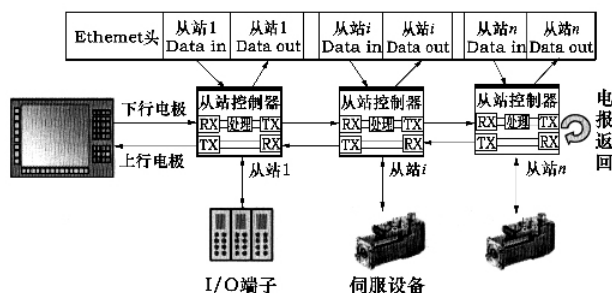 Ethemet头 从站1 Data in 从站1 Data out 从站i Data in 从站i Data out 从站n Data in 从站n Data out
下行电极
上行电极
从站控制器
RX 处理 TX
TX RX
从站1
从站控制器
RX 处理 TX
TX RX
从站i
从站控制器
RX 处理 TX
TX RX
从站n
电报返回
I/O端子
伺服设备